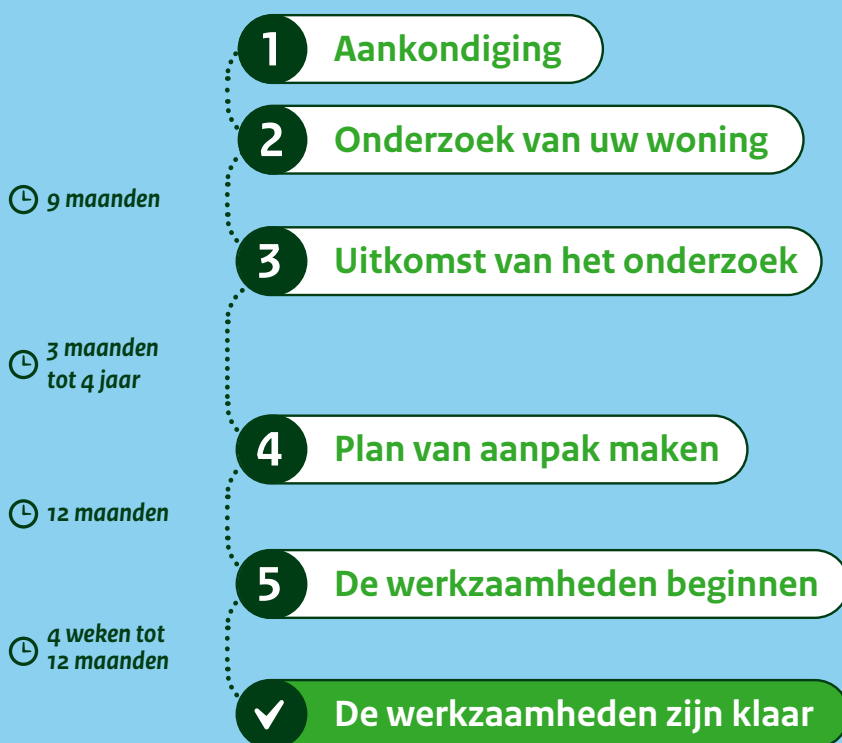 1 Aankondiging
2 Onderzoek van uw woning
9 maanden
3 Uitkomst van het onderzoek
3 maanden
tot 4 jaar
4 Plan van aanpak maken
12 maanden
5 De werkzaamheden beginnen
4 weken tot
12 maanden
De werkzaamheden zijn klaar